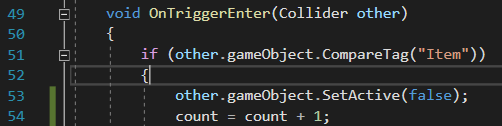 49 void OnTriggerEnter(Collider other)
50 {
51 if (other.gameObject.CompareTag("Item"))
52 {
53 other.gameObject.SetActive(false);
54 count = count + 1;